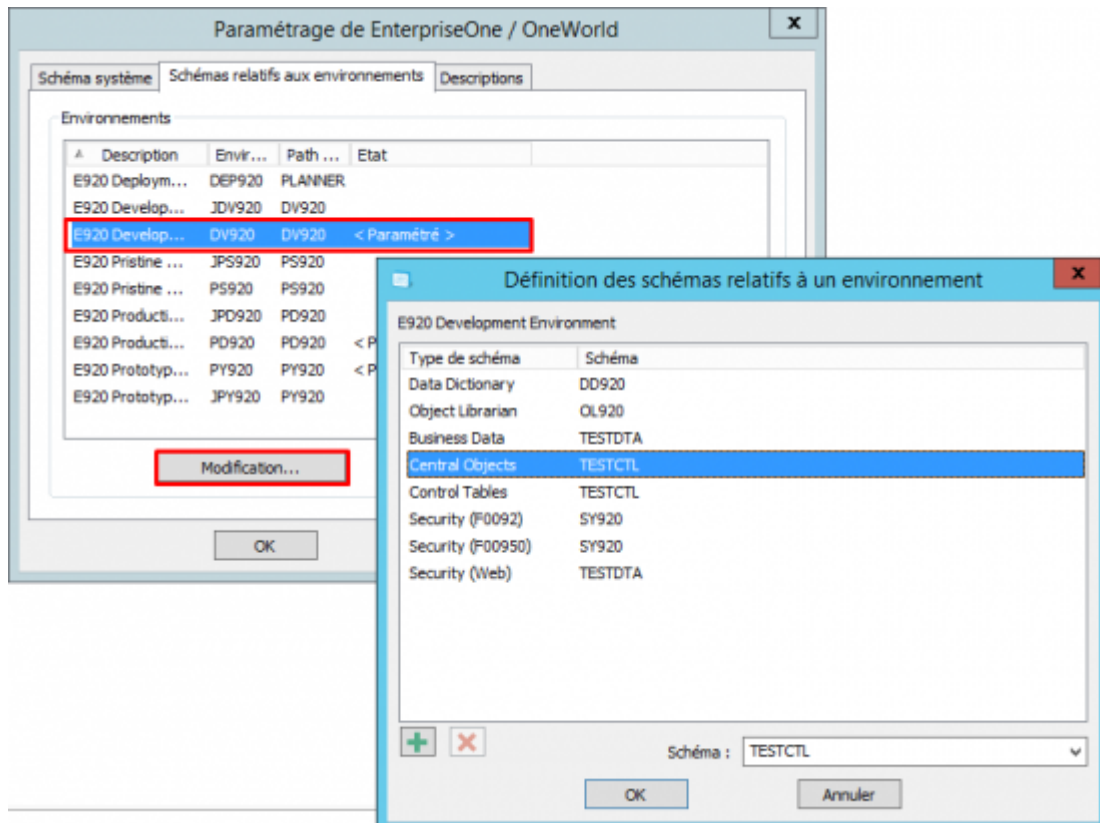 Paramétrage de EnterpriseOne / OneWorld
x
Schéma système Schémas relatifs aux environnements Descriptions
Environnements
Description Envir... Path ... Etat
E920 Deploym... DEP920 PLANNER
E920 Develop... JDV920 DV920
E920 Develop... DV920 DV920 < Paramétré >
E920 Pristine ... JPS920 PS920
E920 Pristine ... PS920 PS920
E920 Producti... JPD920 PD920
E920 Producti... PD920 PD920 < P
E920 Prototyp... PY920 PY920 < P
E920 Prototyp... JPY920 PY920
Modification...
OK
Définition des schémas relatifs à un environnement
x
E920 Development Environment
Type de schéma Schéma
Data Dictionary DD920
Object Librarian OL920
Business Data TESTDTA
Central Objects TESTCTL
Control Tables TESTCTL
Security (F0092) SY920
Security (F00950) SY920
Security (Web) TESTDTA
Schéma : TESTCTL
OK Annuler